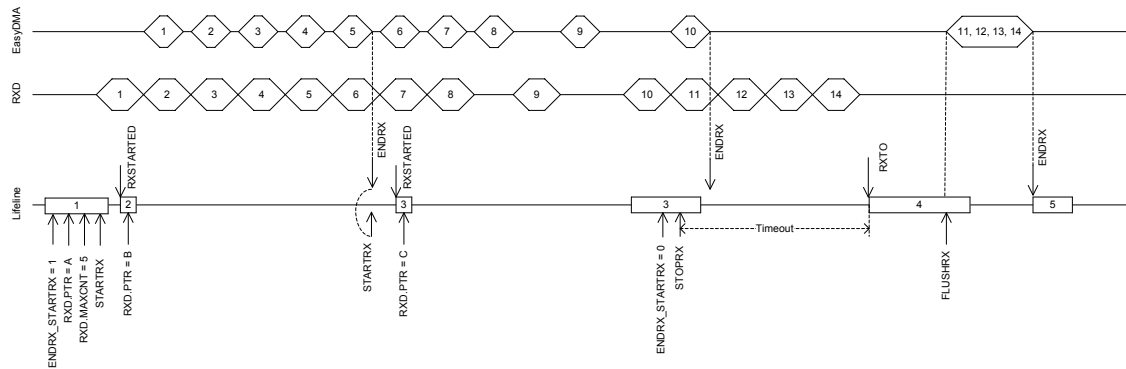 EasyDMA
1
2
3
4
5
6
7
8
9
10
11, 12, 13, 14
RXD
1
2
3
4
5
6
7
8
9
10
11
12
13
14
RXSTARTED
ENDRX
RXSTARTED
ENDRX
RXTO
ENDRX
Lifeline
1
2
3
3
4
5
Timeout
ENDRX_STARTRX = 1
RXD.PTR = A
RXD.MAXCNT = 5
STARTRX
RXD.PTR = B
STARTRX
RXD.PTR = C
ENDRX_STARTRX = 0
STOPRX
FLUSHRX